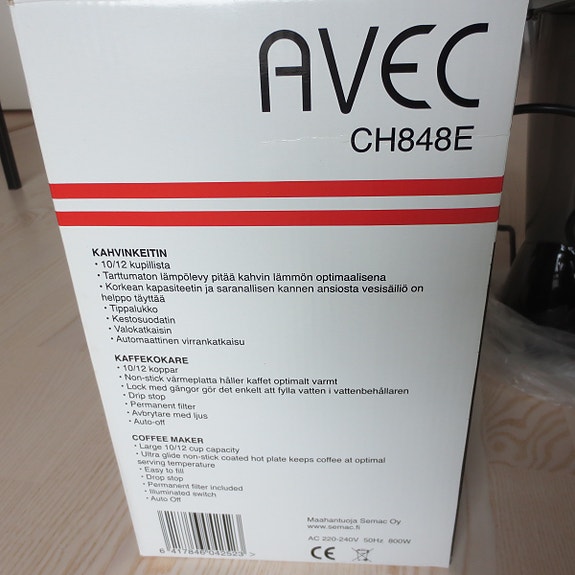 AVEC
CH848E
KAHVINKEITIN
• 10/12 kupillista
• Tarttumaton lämpölevy pitää kahvin lämmön optimaalisena
• Korkean kapasiteetin ja saranallisen kannen ansiosta vesisäiliö on
helppo täyttää
• Tippalukko
• Kestosuodatin
• Valokatkaisin
• Automaattinen virrankatkaisu
KAFFEKOKARE
• 10/12 koppar
• Non-stick värmeplatta håller kaffet optimalt varmt
• Lock med gångor gör det enkelt att fylla vatten i vattenbehållaren
• Drip stop
• Permanent filter
• Avbrytare med ljus
• Auto-off
COFFEE MAKER
• Large 10/12 cup capacity
• Ultra glide non-stick coated hot plate keeps coffee at optimal
serving temperature
• Easy to fill
• Drop stop
• Permanent filter included
• Illuminated switch
• Auto Off
Maahantuoja Semac Oy
www.semac.fi
AC 220-240V 50Hz 800W
6 417846 042523 >
CE